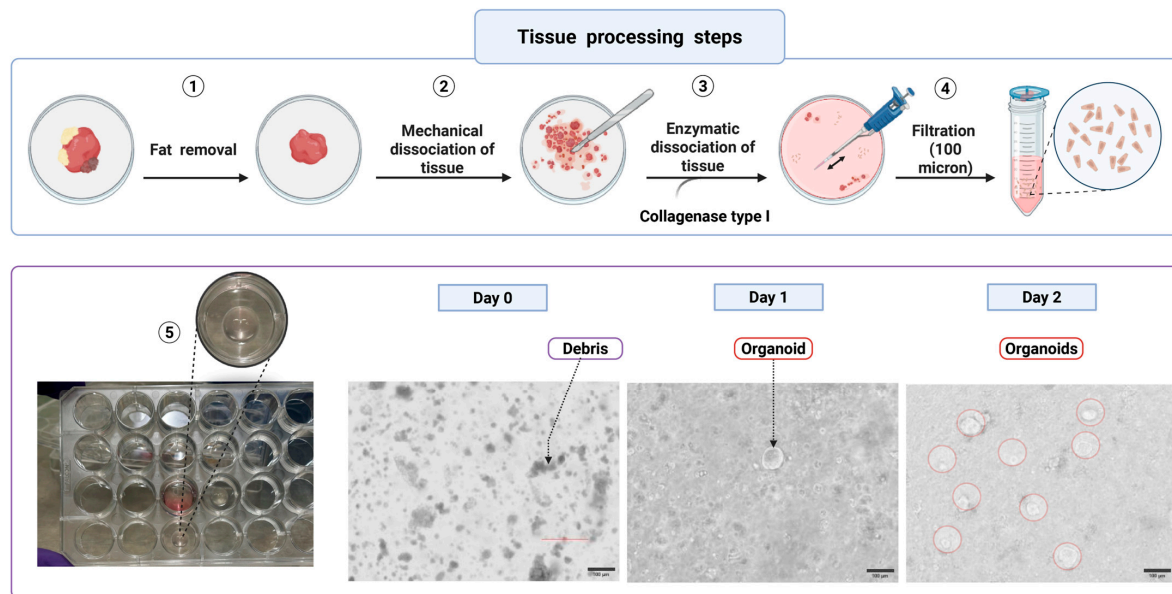 Tissue processing steps
1
Fat removal
2
Mechanical
dissociation of
tissue
3
Enzymatic
dissociation of
tissue
Collagenase type I
4
Filtration
(100
micron)
5
Day 0
Day 1
Day 2
Debris
Organoid
Organoids
100 µm
100 µm
100 µm